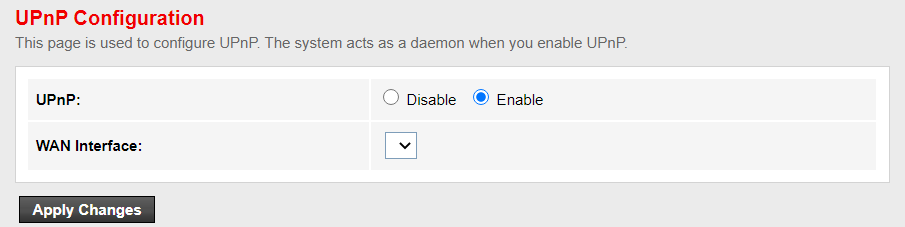 UPnP Configuration
This page is used to configure UPnP. The system acts as a daemon when you enable UPnP.
UPnP: Disable Enable
WAN Interface:
Apply Changes